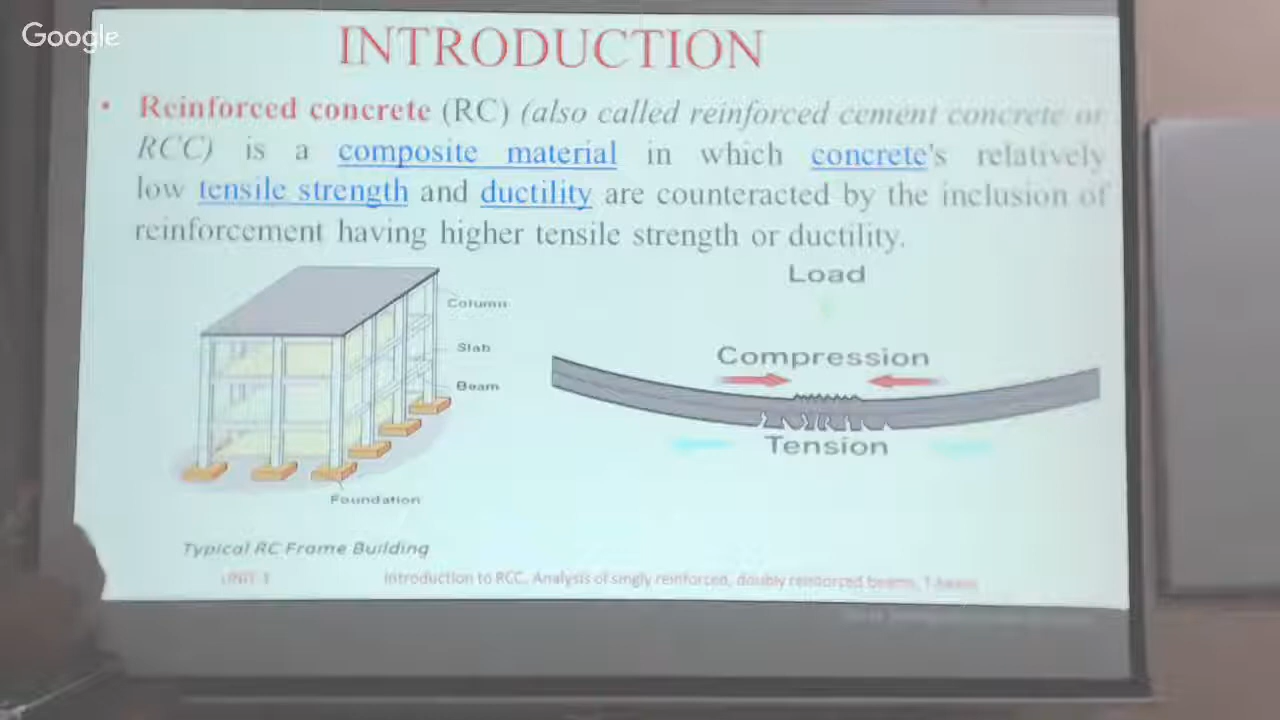 Google
INTRODUCTION
• Reinforced concrete (RC) (also called reinforced cement concrete or
RCC) is a composite material in which concrete's relatively
low tensile strength and ductility are counteracted by the inclusion of
reinforcement having higher tensile strength or ductility.
Load
Column
Slab
Compression
Beam
Tension
Foundation
Typical RC Frame Building
UNIT-1 Introduction to RCC, Analysis of singly reinforced, doubly reinforced beams, T-beam